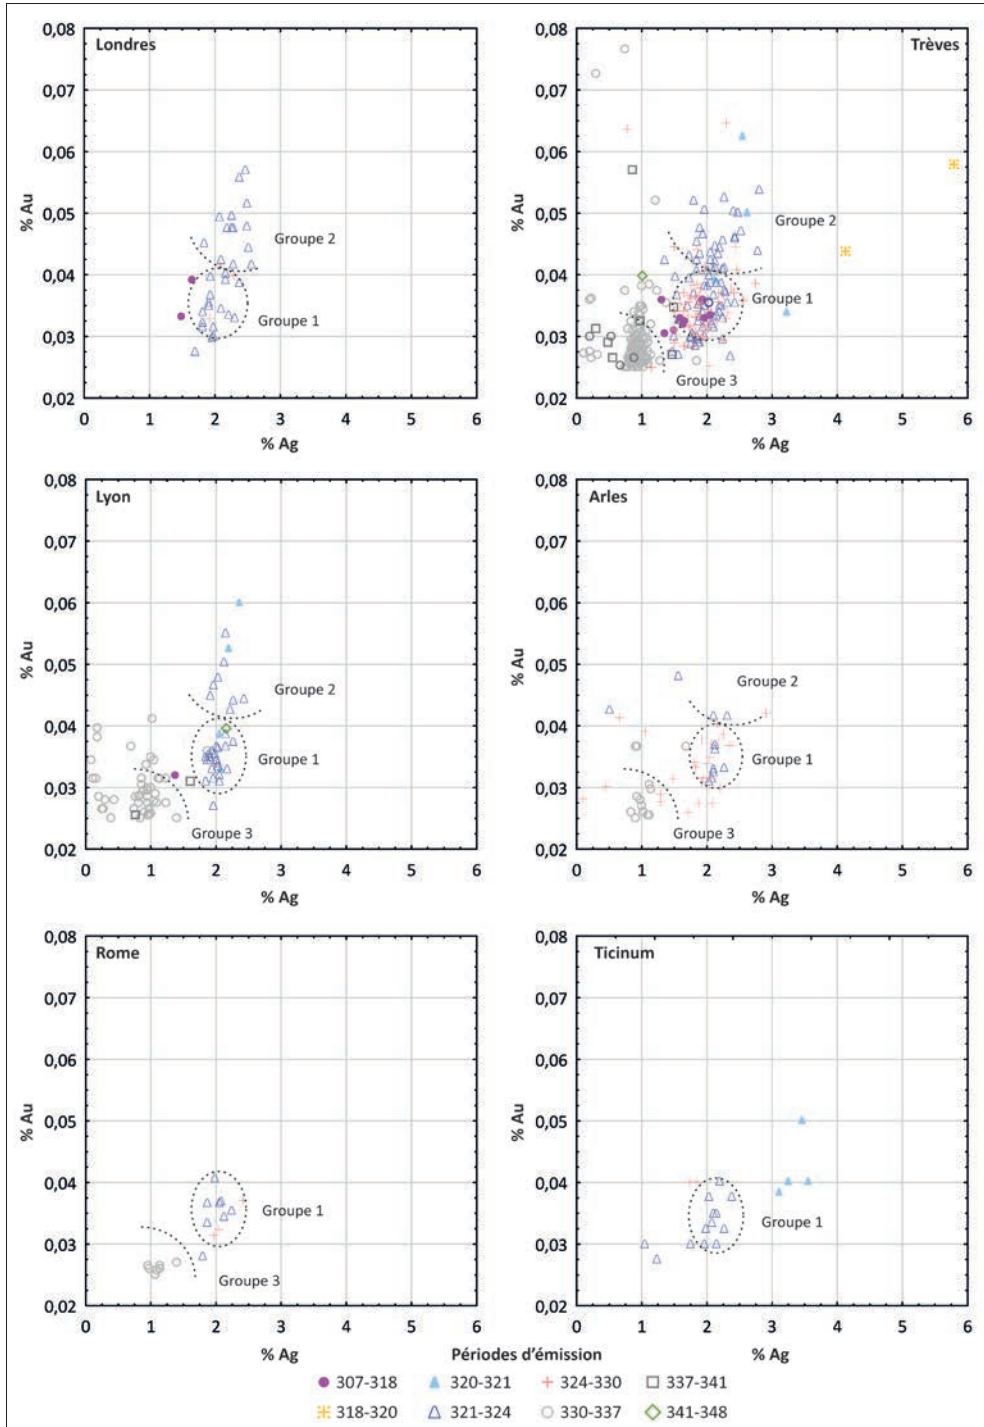 Londres
0,08
0,07
0,06
0,05
0,04
0,03
0,02
% Au
Groupe 2
Groupe 1
0 1 2 3 4 5 6
% Ag
Trèves
0,08
0,07
0,06
0,05
0,04
0,03
0,02
% Au
Groupe 2
Groupe 1
Groupe 3
0 1 2 3 4 5 6
% Ag
Lyon
0,08
0,07
0,06
0,05
0,04
0,03
0,02
% Au
Groupe 2
Groupe 1
Groupe 3
0 1 2 3 4 5 6
% Ag
Arles
0,08
0,07
0,06
0,05
0,04
0,03
0,02
% Au
Groupe 2
Groupe 1
Groupe 3
0 1 2 3 4 5 6
% Ag
Rome
0,08
0,07
0,06
0,05
0,04
0,03
0,02
% Au
Groupe 1
Groupe 3
0 1 2 3 4 5 6
% Ag
Ticinum
0,08
0,07
0,06
0,05
0,04
0,03
0,02
% Au
Groupe 1
0 1 2 3 4 5 6
% Ag
Périodes d'émission
307-318 320-321 324-330 337-341
318-320 321-324 330-337 341-348